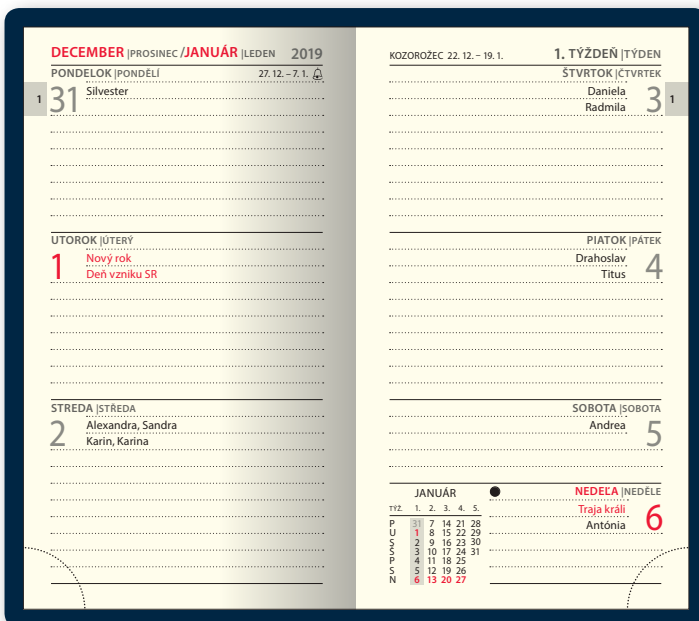 DECEMBER |PROSINEC /JANUÁR |LEDEN 2019
PONDELOK |PONDĚLÍ 27. 12. – 7. 1.
1 31 Silvester
UTOROK |ÚTERÝ
1 Nový rok
Deň vzniku SR
STREDA |STŘEDA
2 Alexandra, Sandra
Karin, Karina
KOZOROŽEC 22. 12. – 19. 1. 1. TÝŽDEŇ |TÝDEN
ŠTVRTOK |ČTVRTEK
Daniela 3 1
Radmila
PIATOK |PÁTEK
Drahoslav 4
Titus
SOBOTA |SOBOTA
Andrea 5
NEDEĽA |NEDĚLE
Traja králi 6
Antónia
JANUÁR
TÝŽ. 1. 2. 3. 4. 5.
P 31 7 14 21 28
U 1 8 15 22 29
S 2 9 16 23 30
Š 3 10 17 24 31
P 4 11 18 25
S 5 12 19 26
N 6 13 20 27